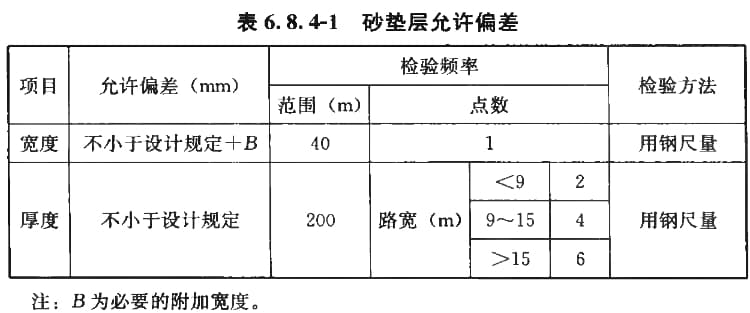 表6.8.4-1 砂垫层允许偏差
项目 允许偏差（mm） 检验频率 检验方法
范围（m） 点数
宽度 不小于设计规定+B 40 1 用钢尺量
厚度 不小于设计规定 200 路宽（m） <9 2 用钢尺量
9～15 4
>15 6
注：B为必要的附加宽度。